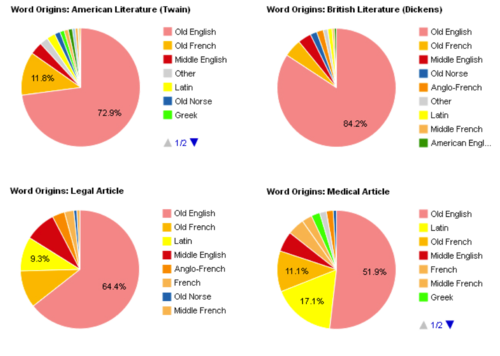 Word Origins: American Literature (Twain)
72.9%
11.8%
Old English
Old French
Middle English
Other
Latin
Old Norse
Greek
1/2
Word Origins: British Literature (Dickens)
84.2%
Old English
Old French
Middle English
Old Norse
Anglo-French
Other
Latin
Middle French
American Engl...
Word Origins: Legal Article
64.4%
9.3%
Old English
Old French
Latin
Middle English
Anglo-French
French
Old Norse
Middle French
Word Origins: Medical Article
51.9%
17.1%
11.1%
Old English
Latin
Old French
Middle English
French
Middle French
Greek
1/2